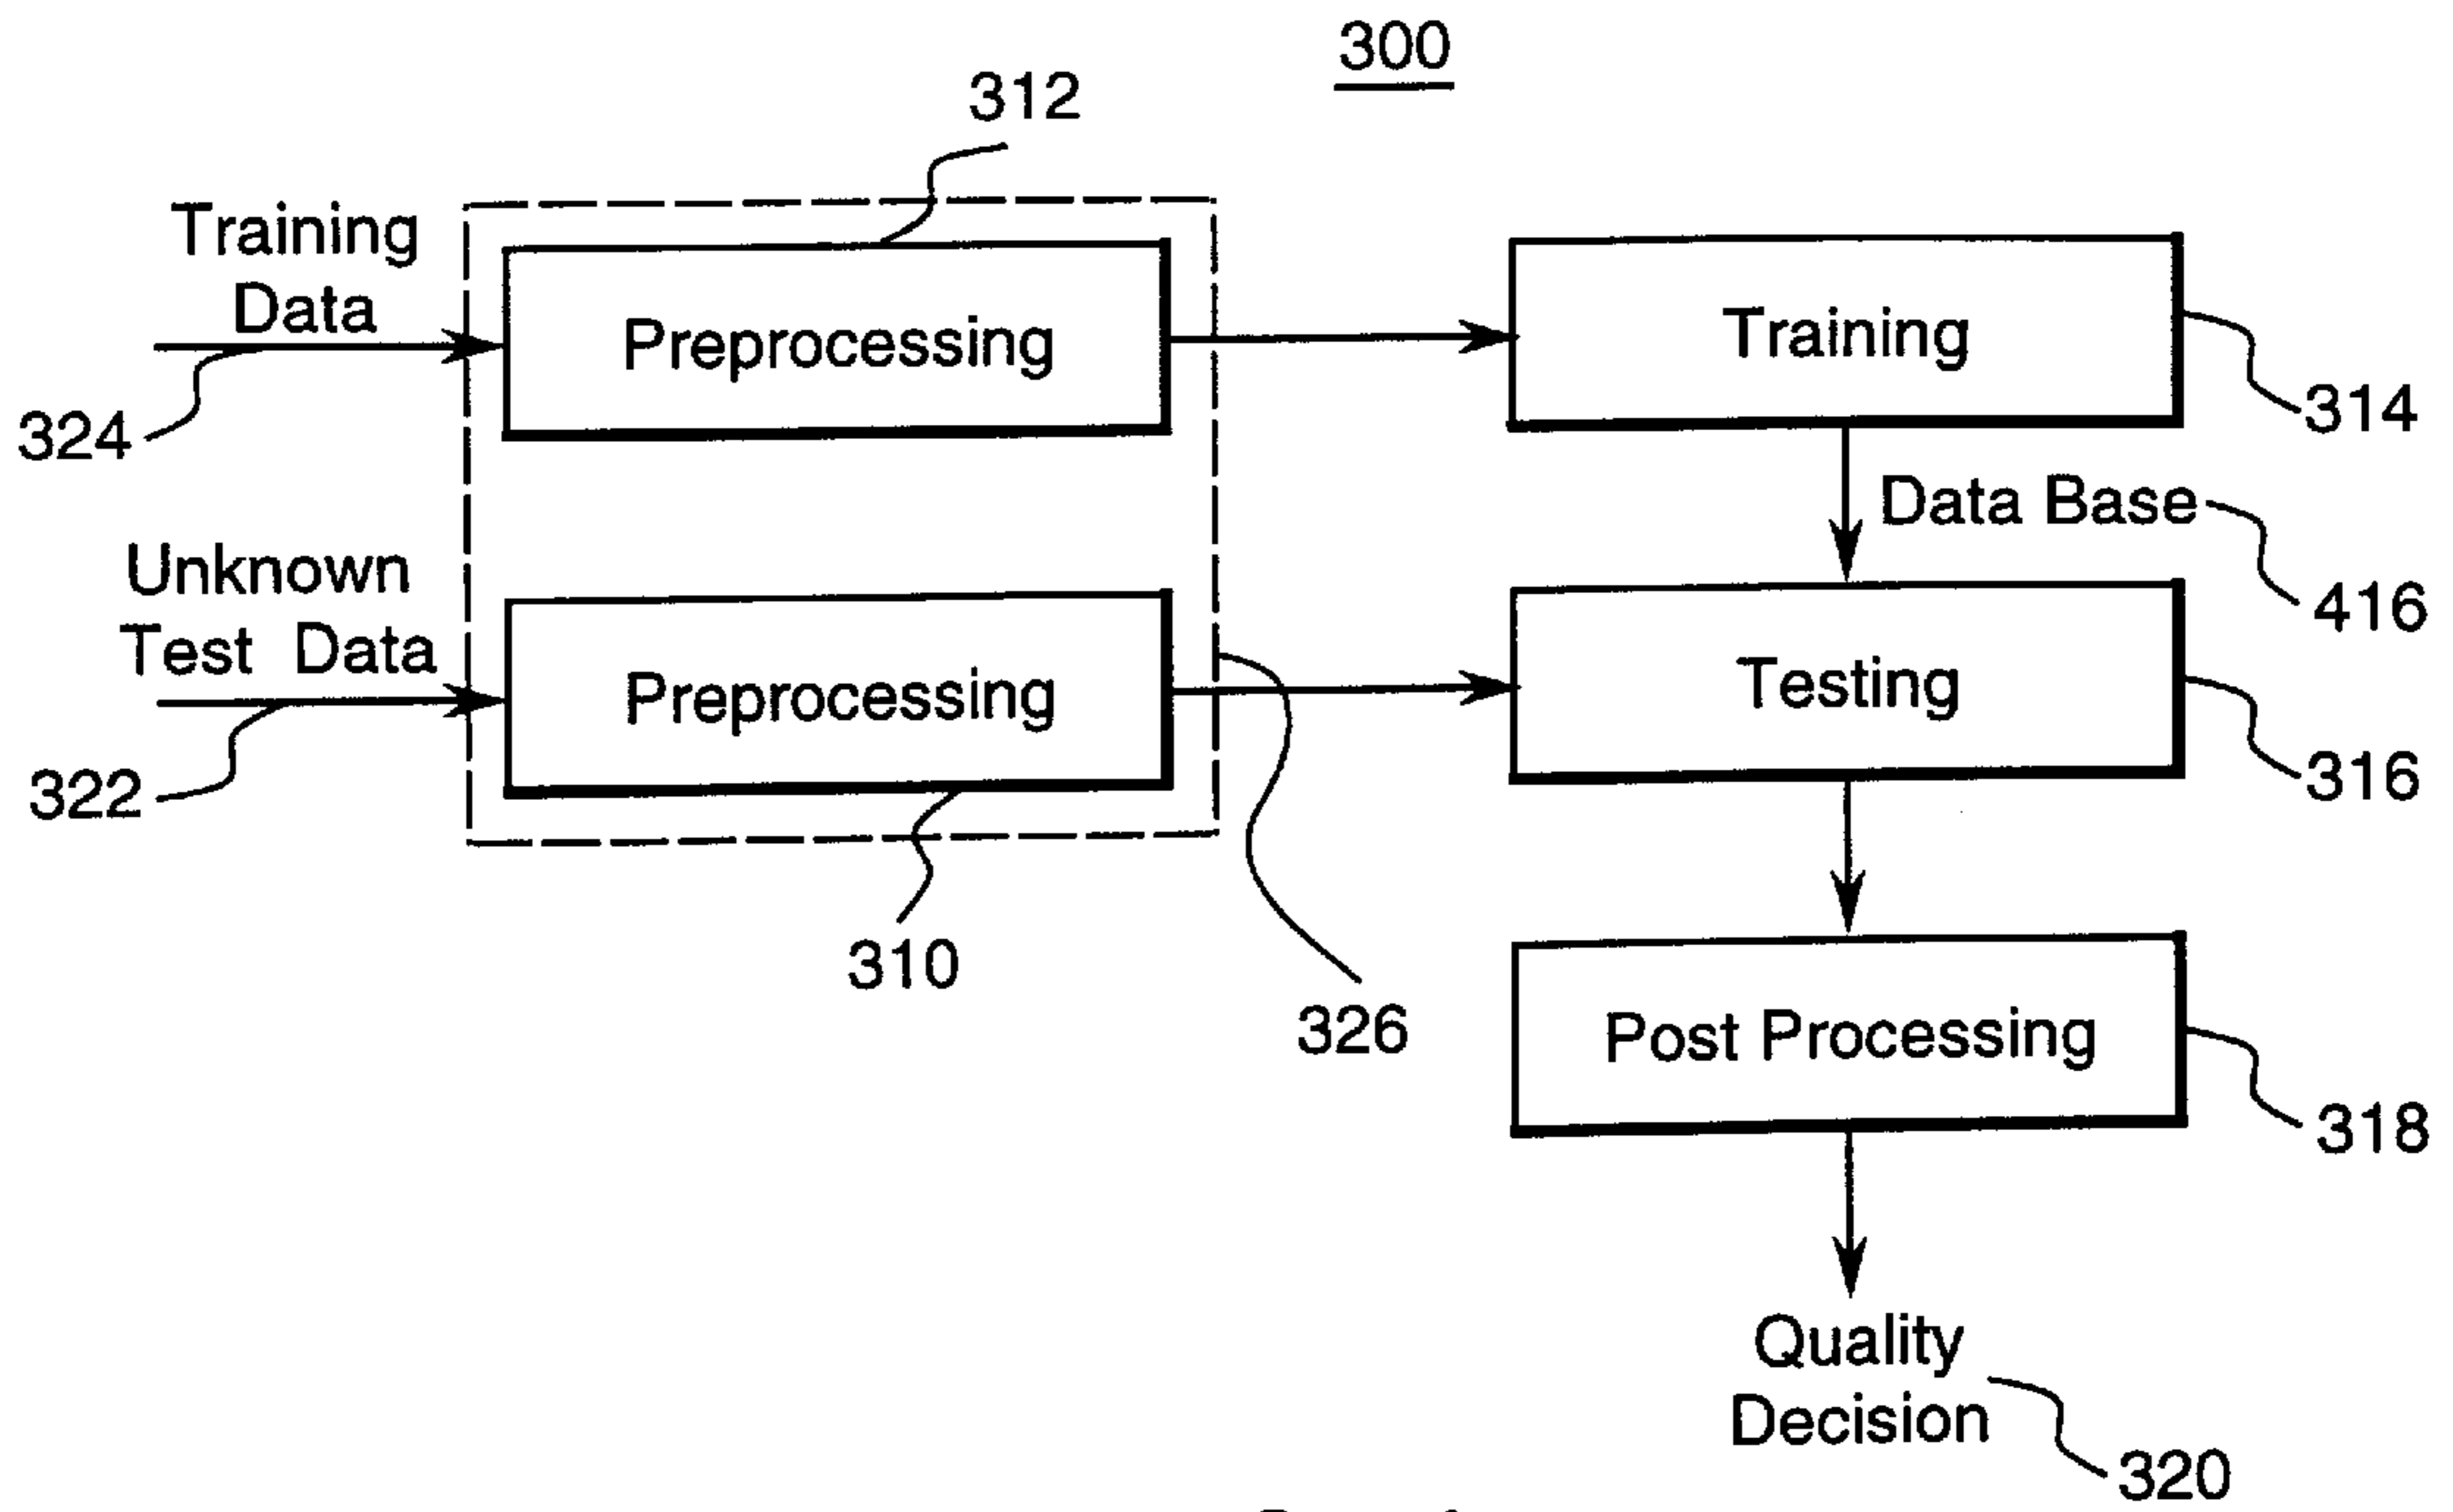 300
312
Training
Data
324
Preprocessing
Training
314
Data Base
416
Unknown
Test Data
322
Preprocessing
Testing
316
310
326
Post Processing
318
Quality
Decision
320